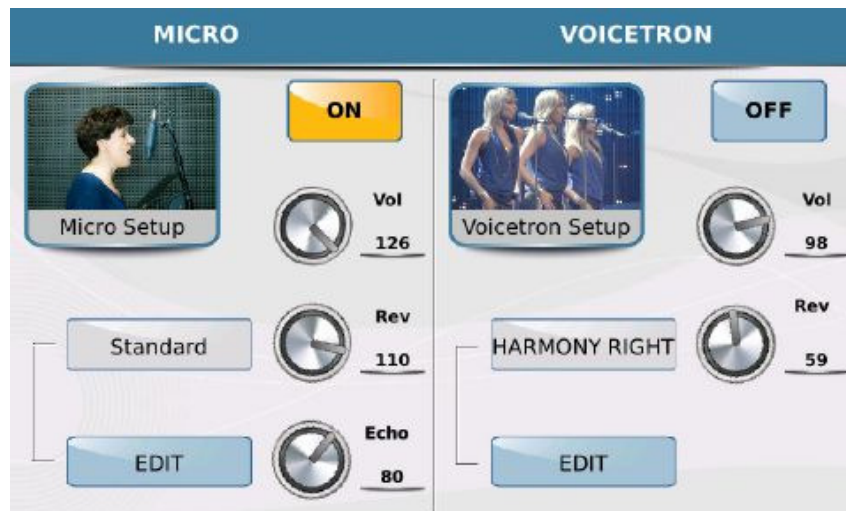 MICRO
VOICETRON
ON
Micro Setup
Vol
126
Standard
Rev
110
EDIT
Echo
80
OFF
Voicetron Setup
Vol
98
HARMONY RIGHT
Rev
59
EDIT